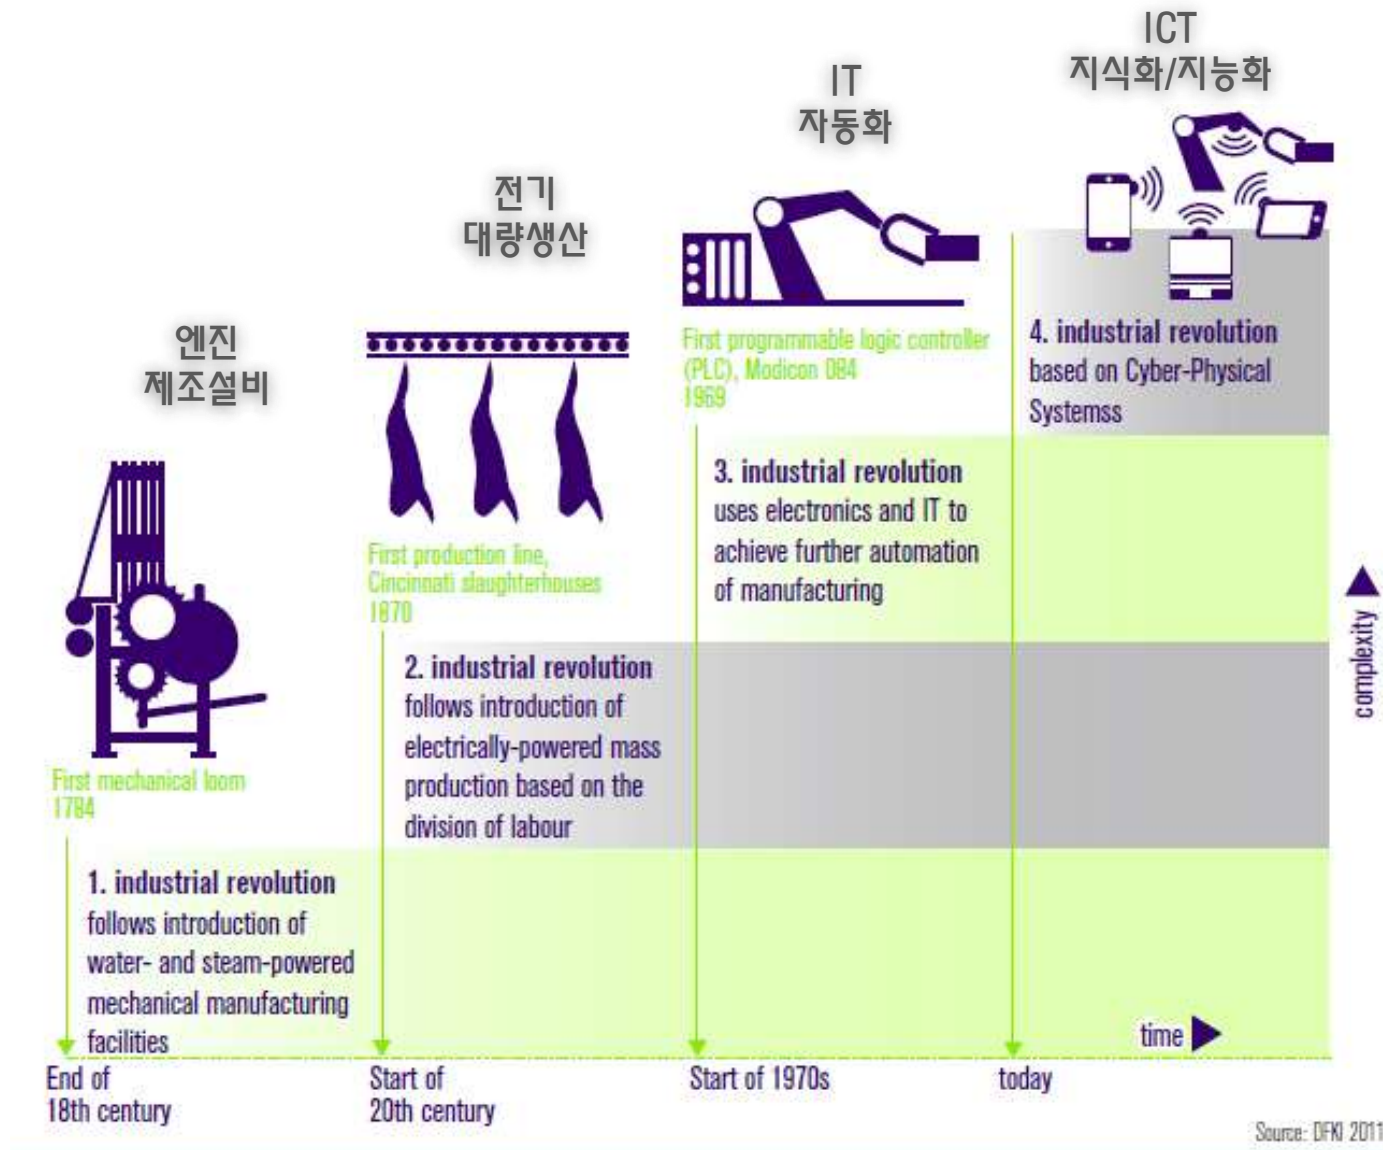 ICT
지식화/지능화
IT
자동화
전기
대량생산
엔진
제조설비
First programmable logic controller
(PLC), Modicon 084
1969
4. industrial revolution
based on Cyber-Physical
Systemss
3. industrial revolution
uses electronics and IT to
achieve further automation
of manufacturing
First production line,
Cincinnati slaughterhouses
1870
2. industrial revolution
follows introduction of
electrically-powered mass
production based on the
division of labour
First mechanical loom
1784
1. industrial revolution
follows introduction of
water- and steam-powered
mechanical manufacturing
facilities
complexity
time
End of
18th century
Start of
20th century
Start of 1970s
today
Source: DFKI 2011